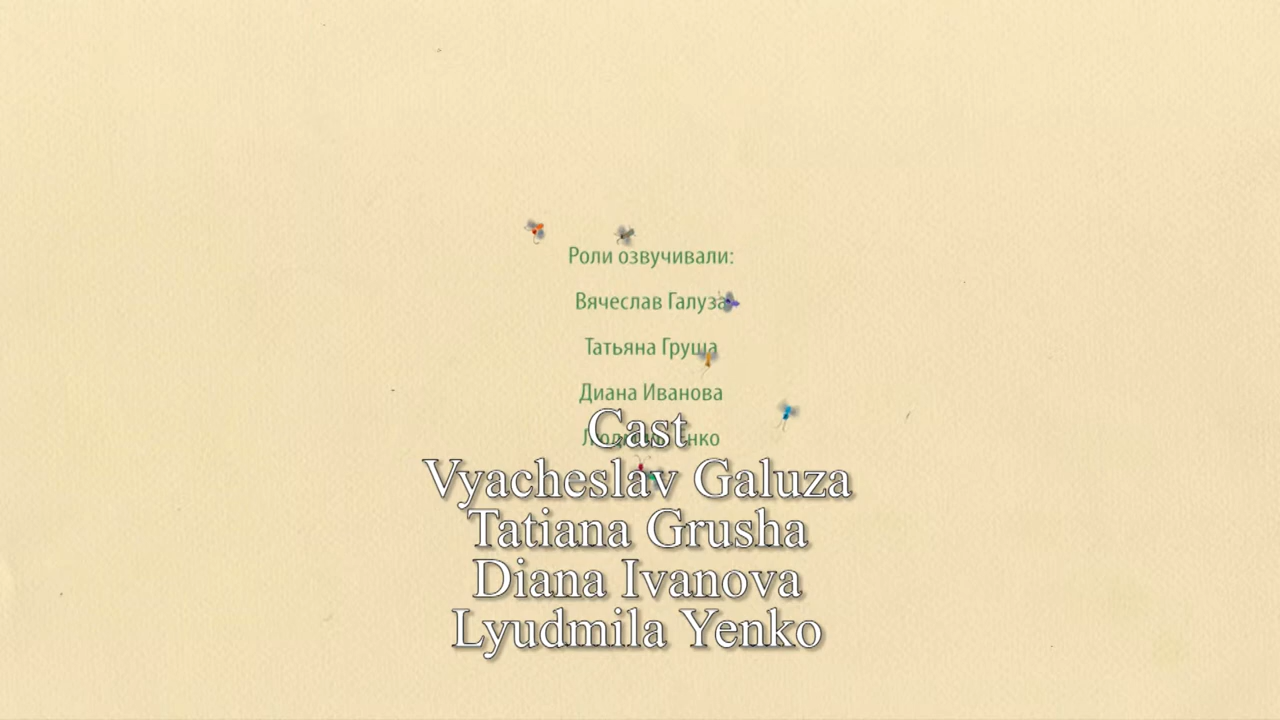 Роли озвучивали:
Вячеслав Галуза
Татьяна Груша
Диана Иванова
Cast
Vyacheslav Galuza
Tatiana Grusha
Diana Ivanova
Lyudmila Yenko